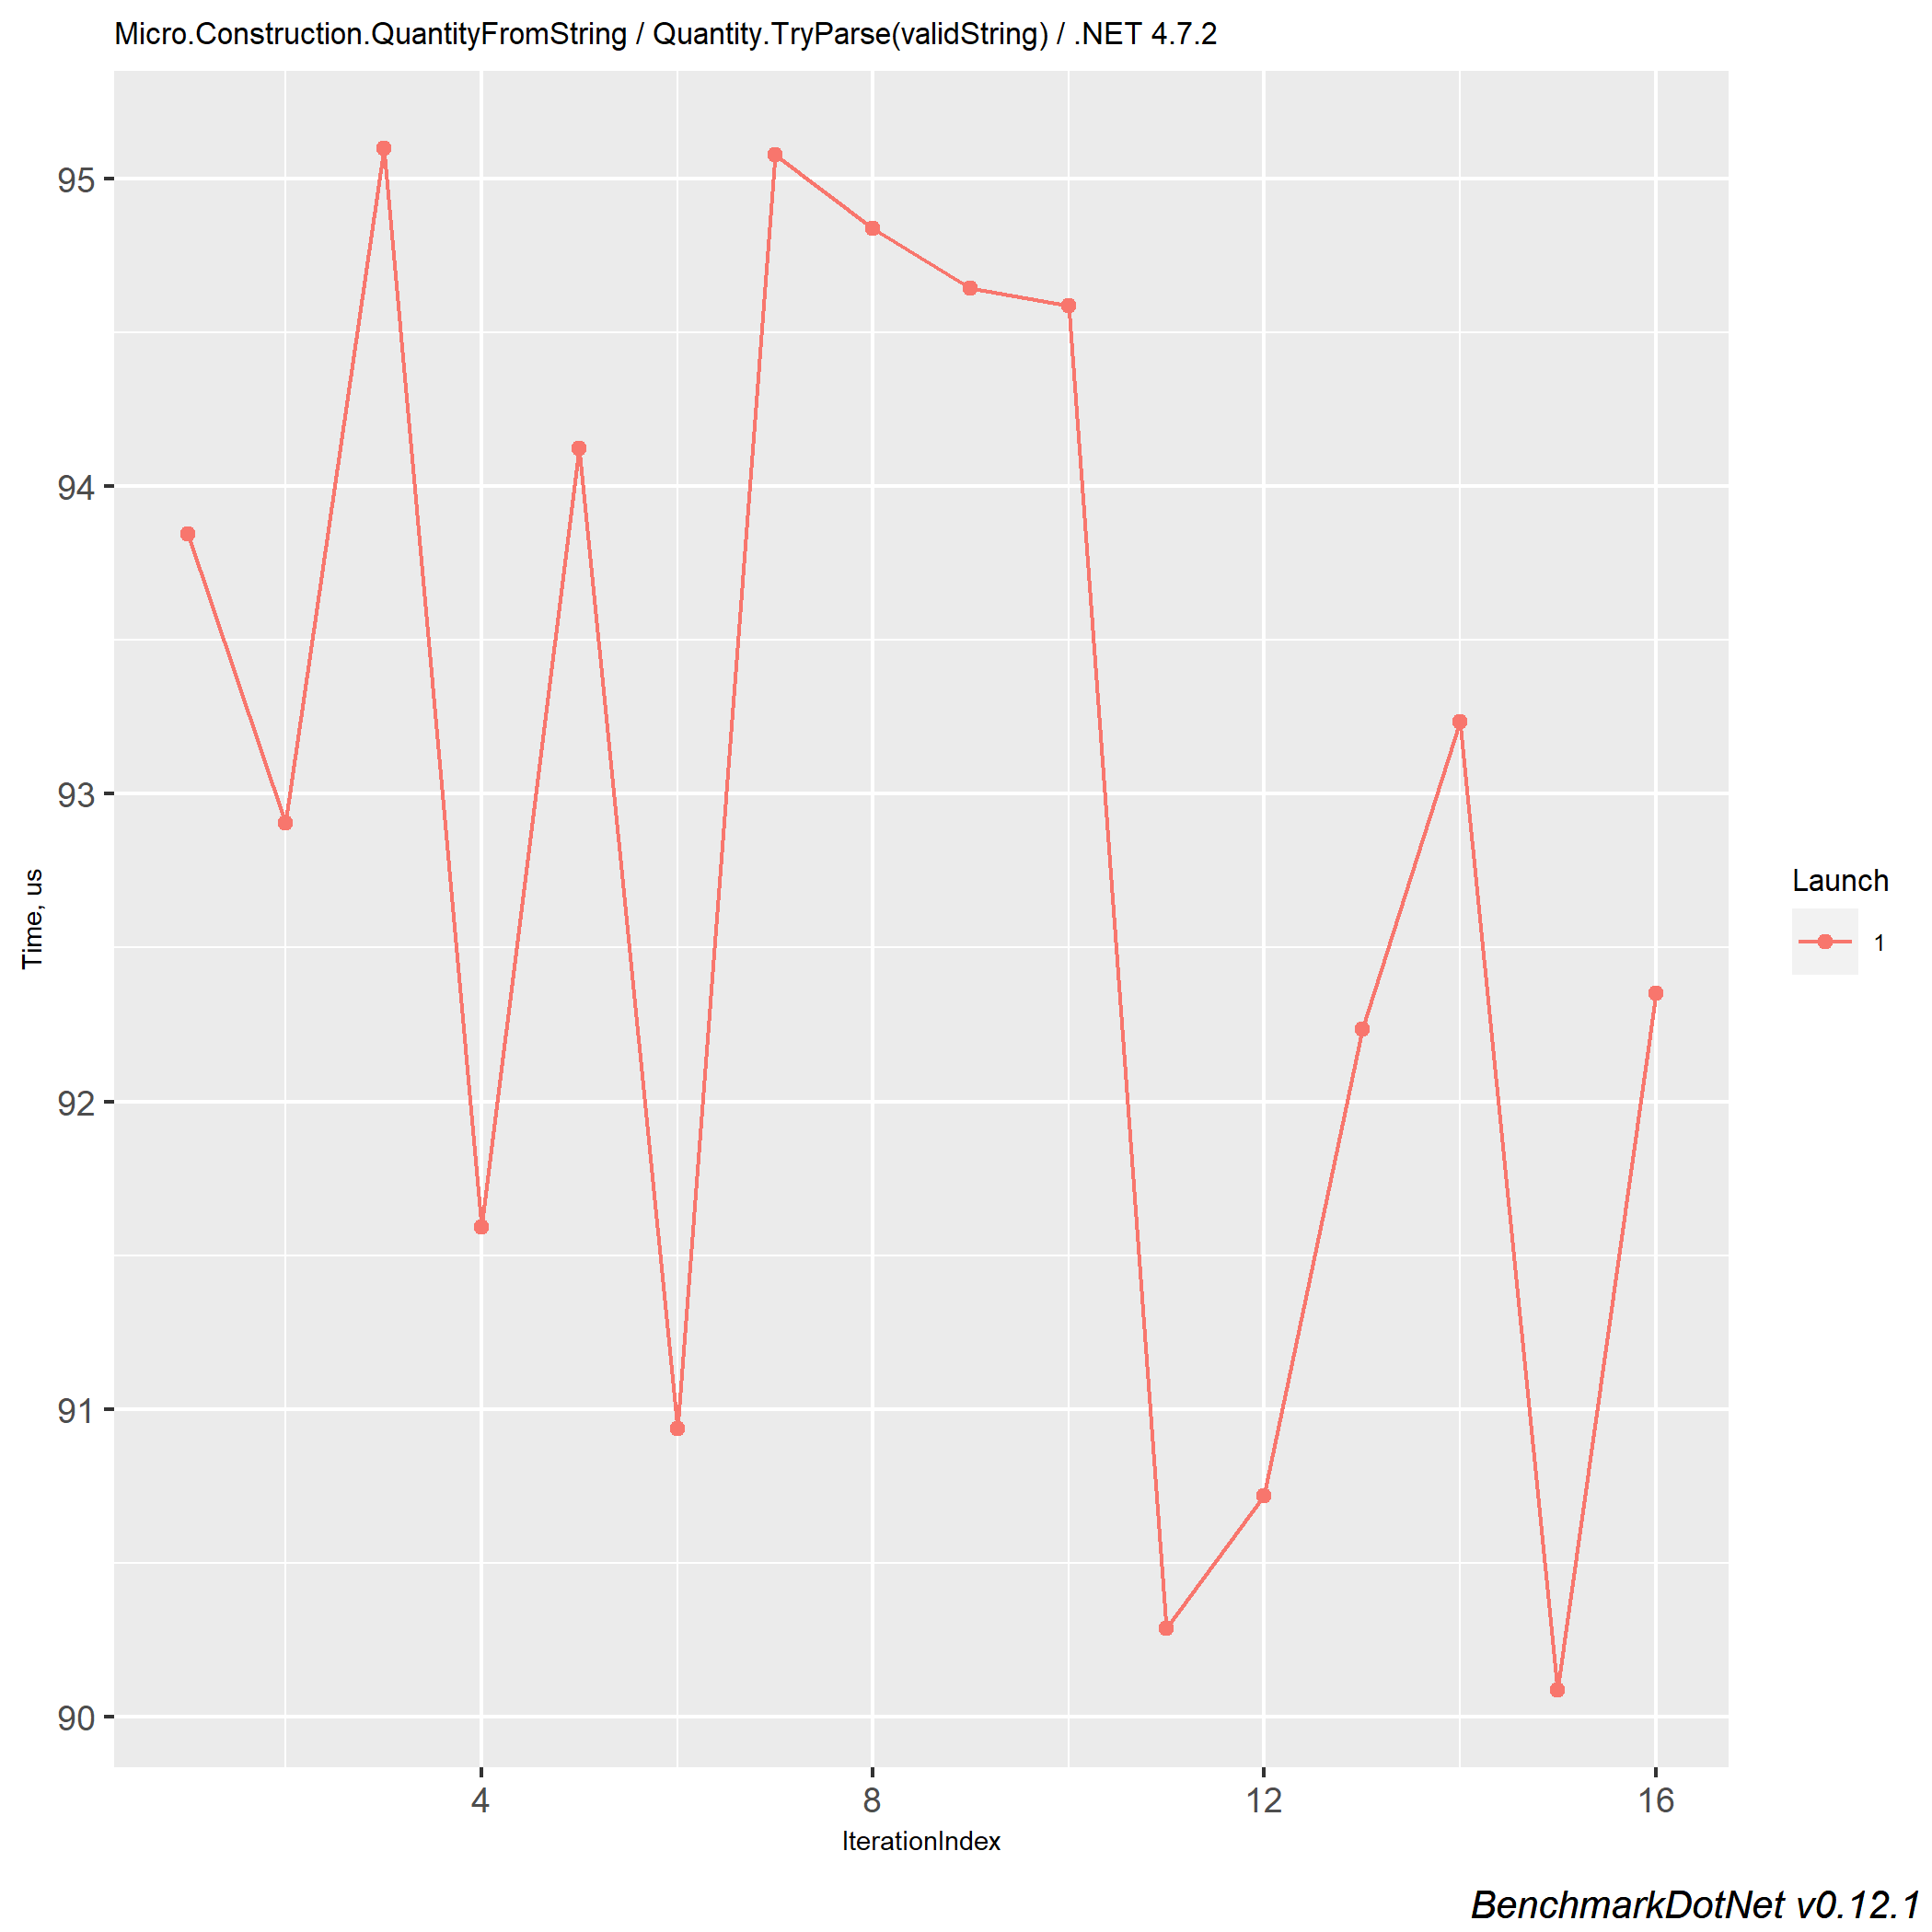 Micro.Construction.QuantityFromString / Quantity.TryParse(validString) / .NET 4.7.2
95
94
93
92
91
90
Time, us
4 8 12 16
IterationIndex
Launch
1
BenchmarkDotNet v0.12.1